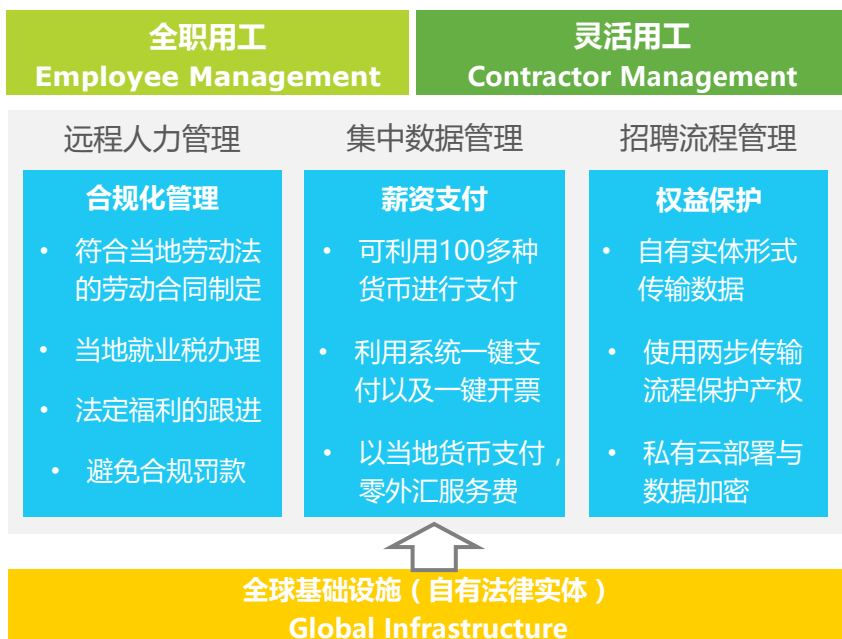 全职用工
Employee Management
灵活用工
Contractor Management
远程人力管理
集中数据管理
招聘流程管理
合规化管理
• 符合当地劳动法
的劳动合同制定
• 当地就业税办理
• 法定福利的跟进
• 避免合规罚款
薪资支付
• 可利用100多种
货币进行支付
• 利用系统一键支
付以及一键开票
• 以当地货币支付，
零外汇服务费
权益保护
• 自有实体形式
传输数据
• 使用两步传输
流程保护产权
• 私有云部署与
数据加密
全球基础设施（自有法律实体）
Global Infrastructure